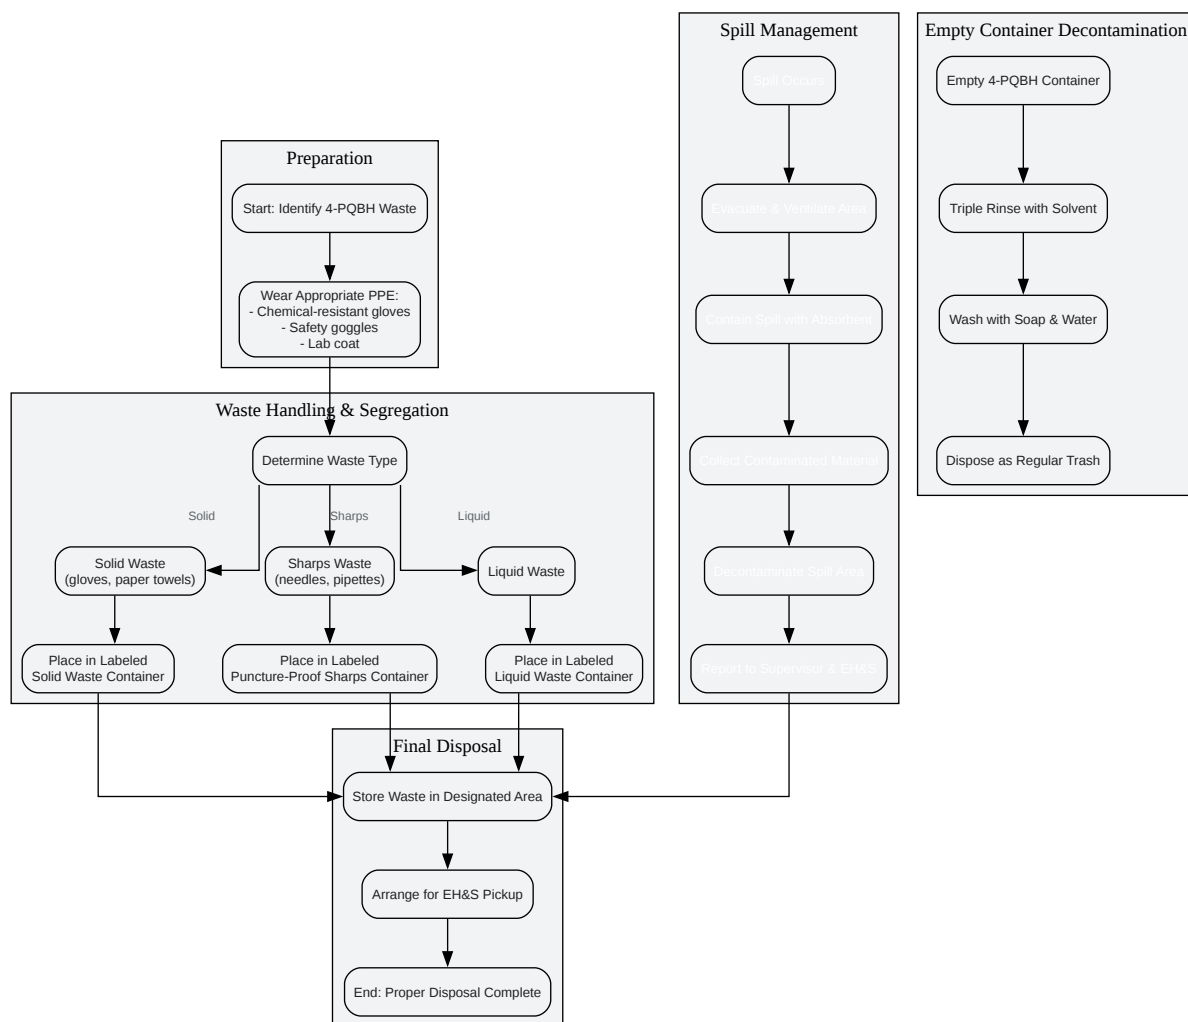 Preparation
Start: Identify 4-PQBH Waste
Wear Appropriate PPE:
- Chemical-resistant gloves
- Safety goggles
- Lab coat
Waste Handling & Segregation
Determine Waste Type
Solid
Sharps
Liquid
Solid Waste
(gloves, paper towels)
Sharps Waste
(needles, pipettes)
Liquid Waste
Place in Labeled
Solid Waste Container
Place in Labeled
Puncture-Proof Sharps Container
Place in Labeled
Liquid Waste Container
Final Disposal
Store Waste in Designated Area
Arrange for EH&S Pickup
End: Proper Disposal Complete
Spill Management
Spill Occurs
Evacuate & Ventilate Area
Contain Spill with Absorbent
Collect Contaminated Material
Decontaminate Spill Area
Report to Supervisor & EH&S
Empty Container Decontamination
Empty 4-PQBH Container
Triple Rinse with Solvent
Wash with Soap & Water
Dispose as Regular Trash